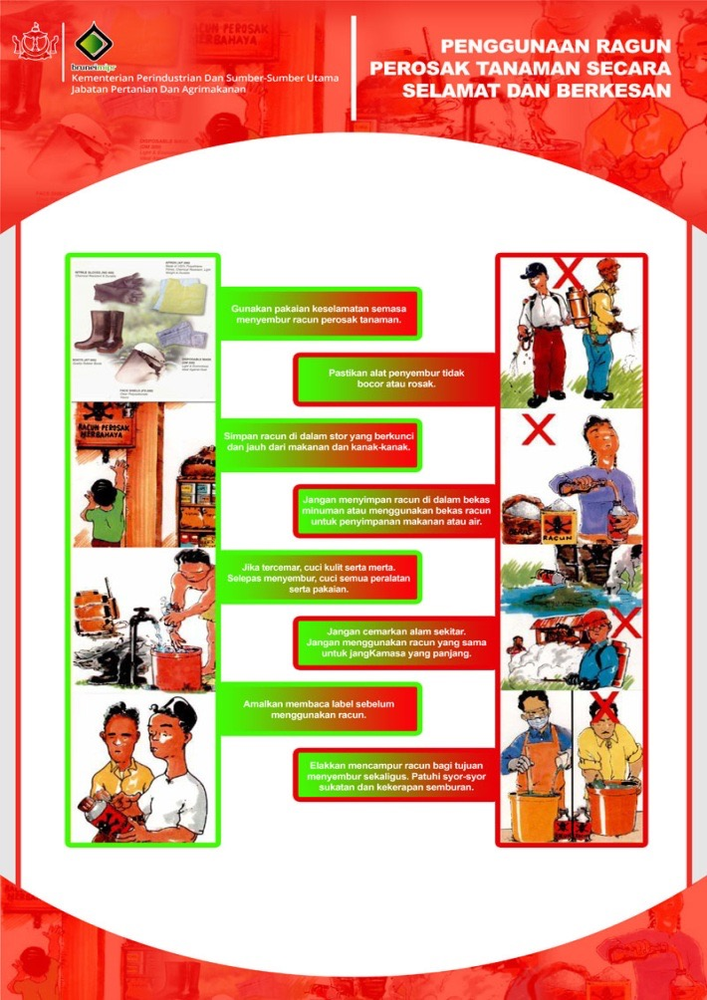 bruneimipr
Kementerian Perindustrian Dan Sumber-Sumber Utama
Jabatan Pertanian Dan Agrimakanan
PENGGUNAAN RAGUN
PEROSAK TANAMAN SECARA
SELAMAT DAN BERKESAN
Gunakan pakaian keselamatan semasa
menyembur racun perosak tanaman.
Pastikan alat penyembur tidak
bocor atau rosak.
RACUN PEROSAK
MERBAHAYA
BERAS
Simpan racun di dalam stor yang berkunci
dan jauh dari makanan dan kanak-kanak.
Jangan menyimpan racun di dalam bekas
minuman atau menggunakan bekas racun
untuk penyimpanan makanan atau air.
BERAS
RACUN
Jika tercemar, cuci kulit serta merta.
Selepas menyembur, cuci semua peralatan
serta pakaian.
Jangan cemarkan alam sekitar.
Jangan menggunakan racun yang sama
untuk jangKamasa yang panjang.
Amalkan membaca label sebelum
menggunakan racun.
Elakkan mencampur racun bagi tujuan
menyembur sekaligus. Patuhi syor-syor
sukatan dan kekerapan semburan.